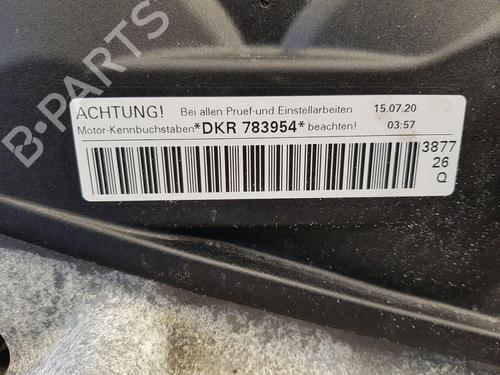 B-PARTS
ACHTUNG! Bei allen Pruef-und Einstellarbeiten 15.07.20
Motor-Kennbuchstaben*DKR 783954*beachten! 03:57
3877
26
Q